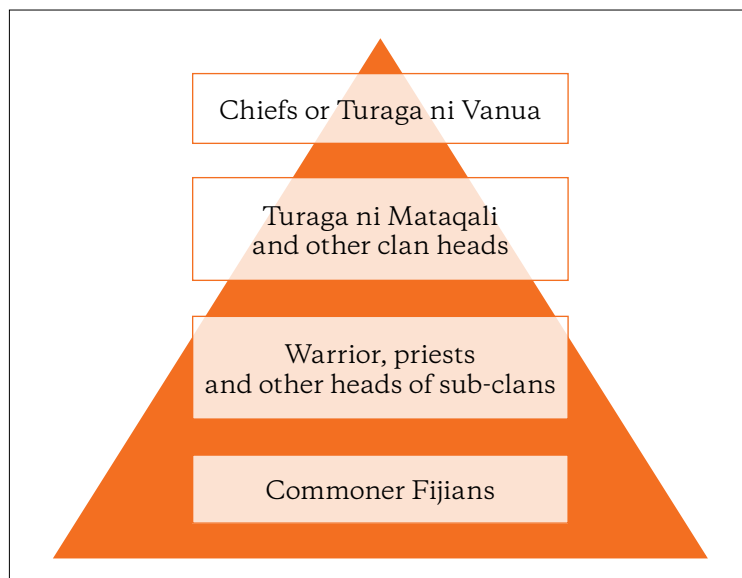 Chiefs or Turaga ni Vanua
Turaga ni Mataqali
and other clan heads
Warrior, priests
and other heads of sub-clans
Commoner Fijians